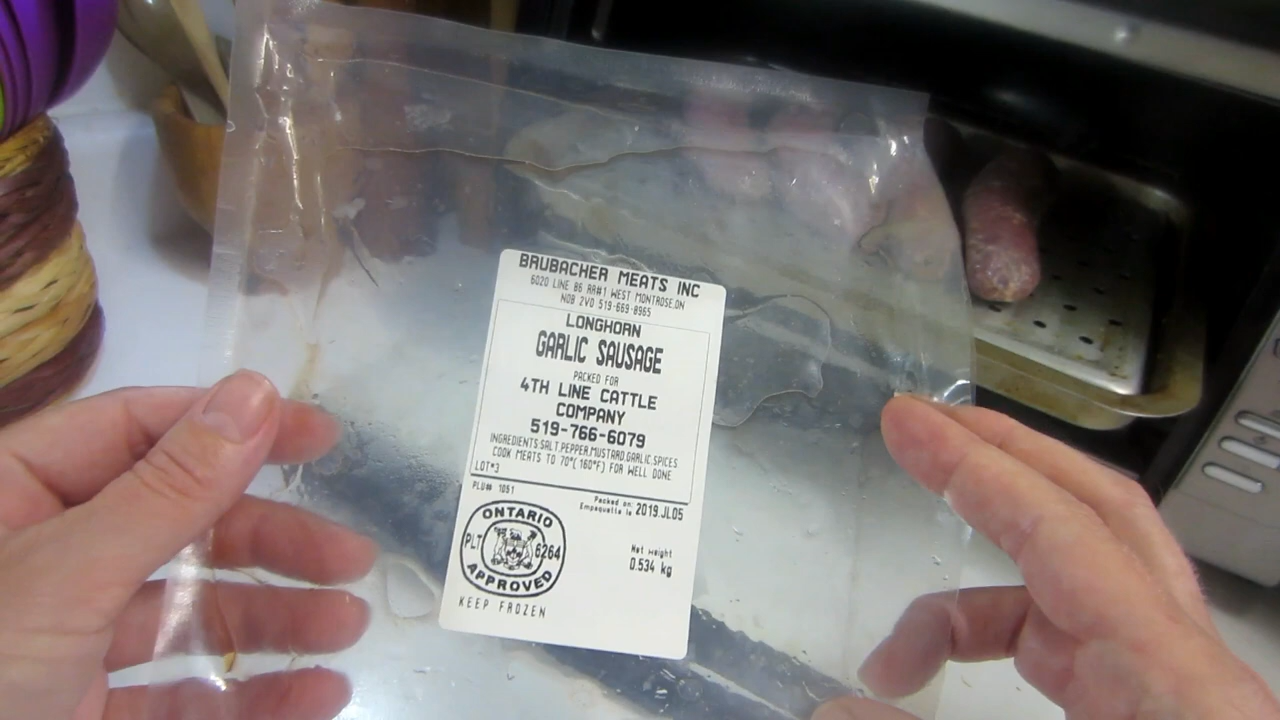 BRUBACHER MEATS INC
6020 LINE 86 RR#1 WEST MONTROSE,ON
N0B 2V0 519-669-8965
LONGHORN
GARLIC SAUSAGE
PACKED FOR
4TH LINE CATTLE
COMPANY
519-766-6079
INGREDIENTS:SALT,PEPPER,MUSTARD,GARLIC,SPICES
COOK MEATS TO 70°(160°F) FOR WELL DONE
LOT#3
PLU## 1051
Packed on:
Empaquette le 2019.JL05
ONTARIO
PLT 6264
APPROVED
Net Weight
0.534 kg
KEEP FROZEN